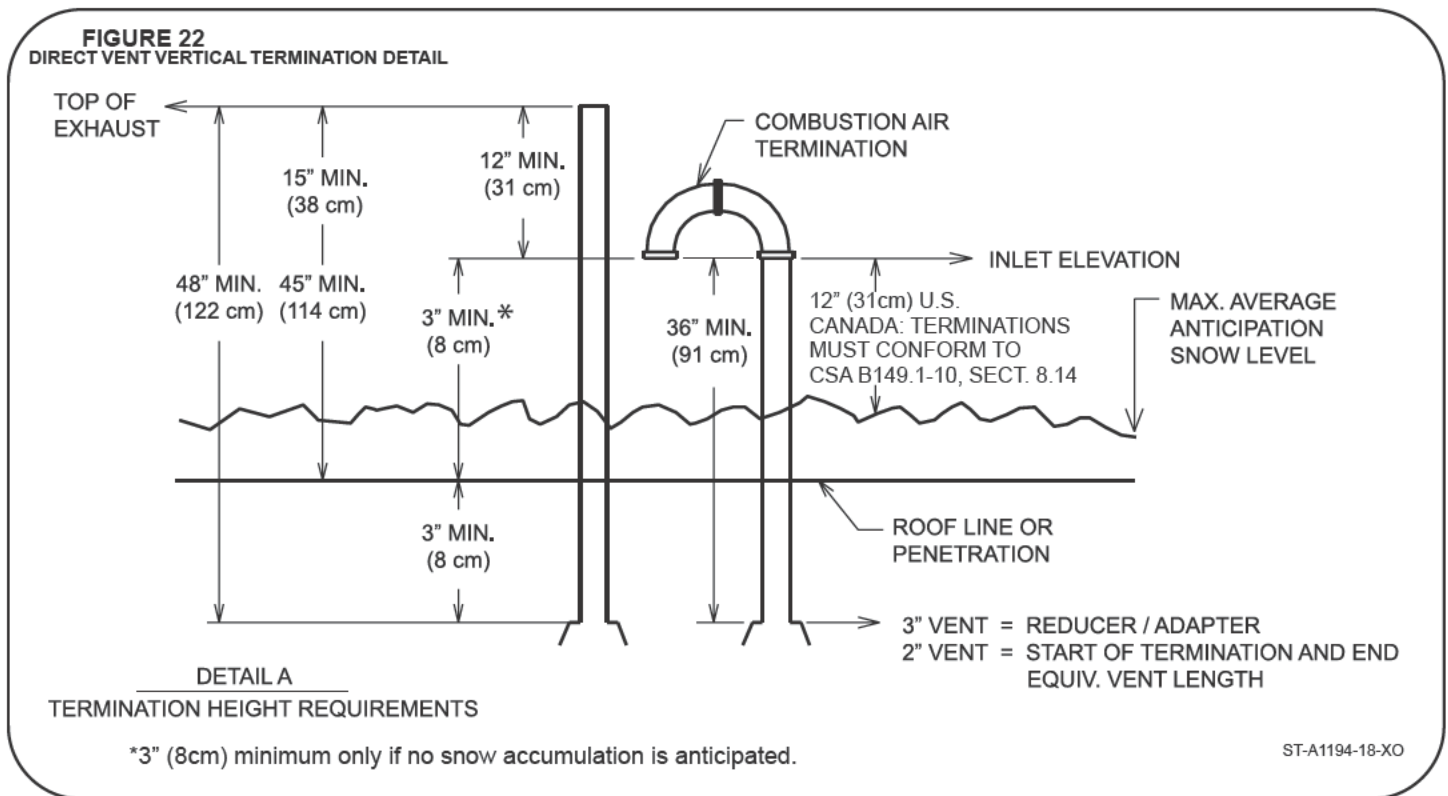 FIGURE 22
DIRECT VENT VERTICAL TERMINATION DETAIL
TOP OF
EXHAUST
15” MIN.
(38 cm)
12” MIN.
(31 cm)
COMBUSTION AIR
TERMINATION
48” MIN.
(122 cm)
45” MIN.
(114 cm)
3” MIN.*
(8 cm)
36” MIN.
(91 cm)
INLET ELEVATION
12” (31cm) U.S.
CANADA: TERMINATIONS
MUST CONFORM TO
CSA B149.1-10, SECT. 8.14
MAX. AVERAGE
ANTICIPATION
SNOW LEVEL
3” MIN.
(8 cm)
ROOF LINE OR
PENETRATION
3” VENT = REDUCER / ADAPTER
2” VENT = START OF TERMINATION AND END
EQUIV. VENT LENGTH
DETAIL A
TERMINATION HEIGHT REQUIREMENTS
*3” (8cm) minimum only if no snow accumulation is anticipated.
ST-A1194-18-XO